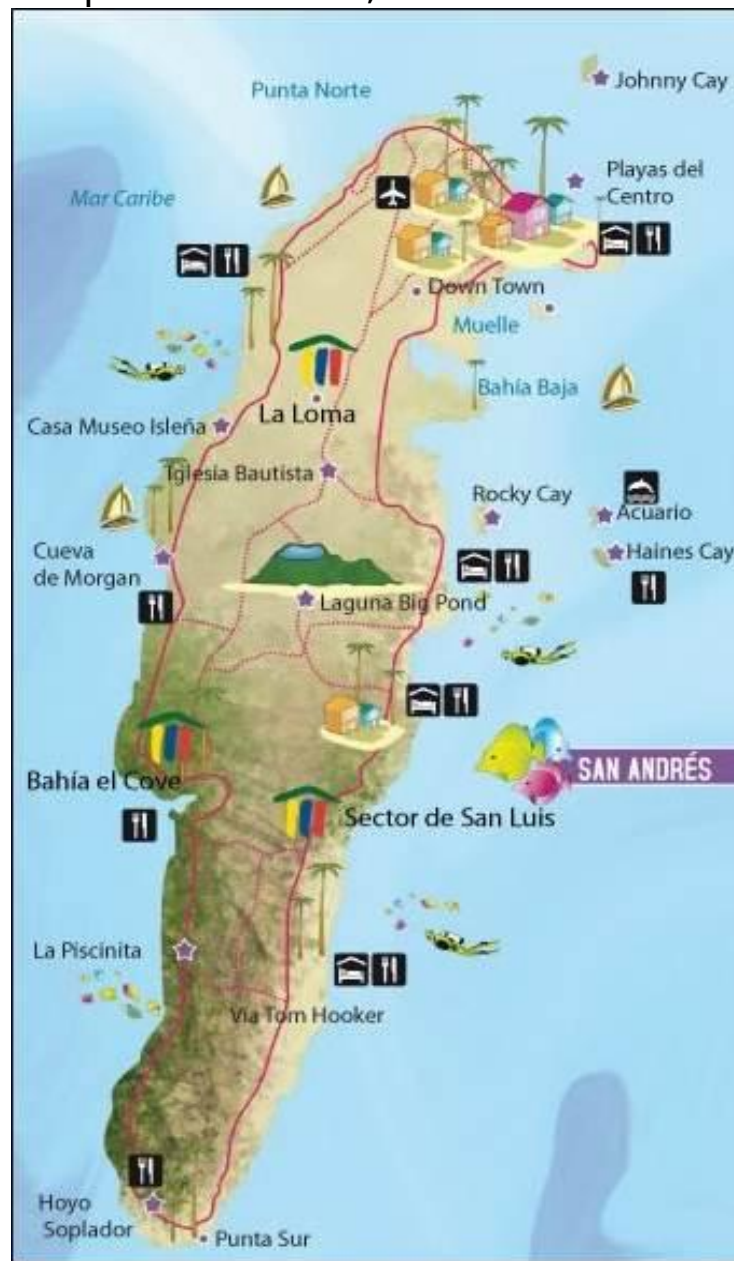 Johnny Cay
Punta Norte
Playas del
Centro
Mar Caribe
Down Town
Muelle
Bahía Baja
La Loma
Casa Museo Isleña
Iglesia Bautista
Rocky Cay
Acuario
Cueva
de Morgan
Haines Cay
Laguna Big Pond
SAN ANDRÉS
Bahía el Cove
Sector de San Luis
La Piscinita
Via Tom Hooker
Hoyo
Soplador
Punta Sur